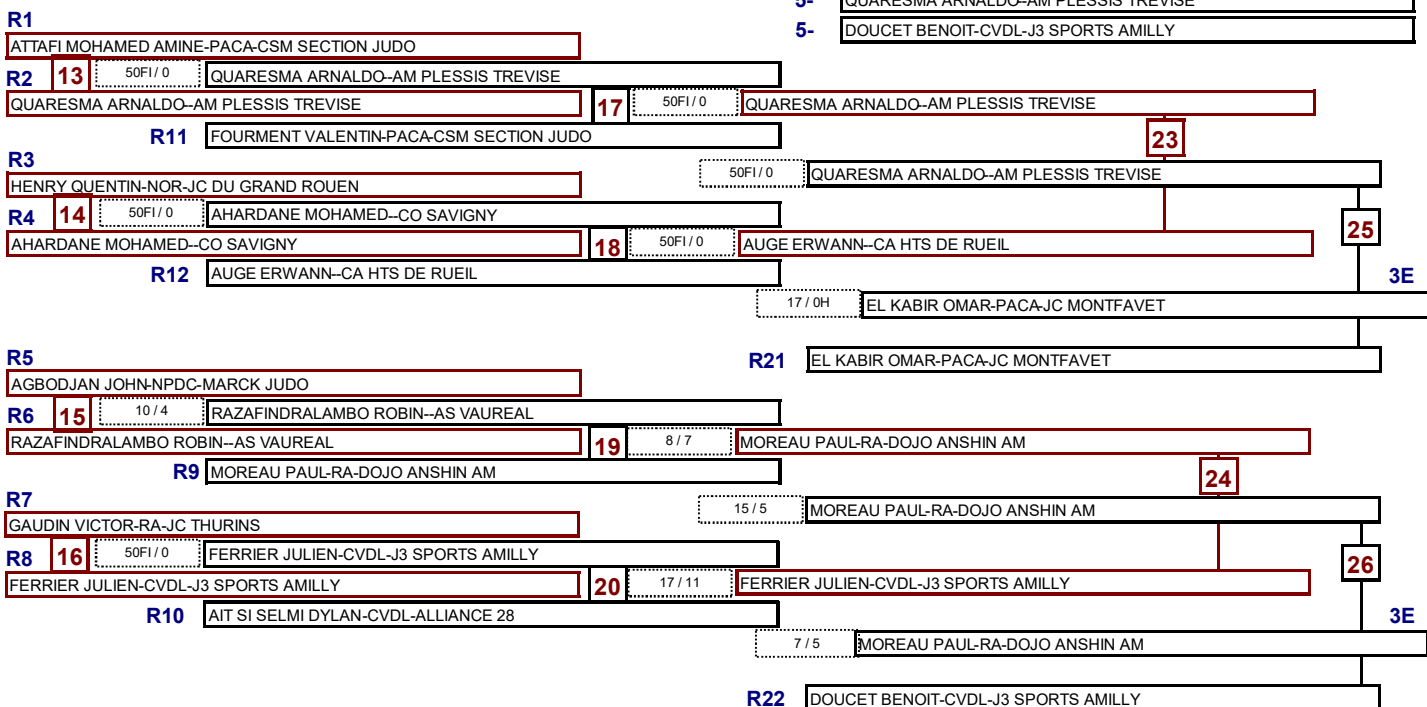 5- QUARESMA ARNALDO--AM PLESSIS TREVISE
R1
5- DOUCET BENOIT-CVDL-J3 SPORTS AMILLY
ATTAFI MOHAMED AMINE-PACA-CSM SECTION JUDO
R2 13 50FI / 0 QUARESMA ARNALDO--AM PLESSIS TREVISE
QUARESMA ARNALDO--AM PLESSIS TREVISE 17 50FI / 0 QUARESMA ARNALDO--AM PLESSIS TREVISE
R11 FOURMENT VALENTIN-PACA-CSM SECTION JUDO 23
R3
50FI / 0 QUARESMA ARNALDO--AM PLESSIS TREVISE
HENRY QUENTIN-NOR-JC DU GRAND ROUEN
R4 14 50FI / 0 AHARDANE MOHAMED--CO SAVIGNY 25
AHARDANE MOHAMED--CO SAVIGNY 18 50FI / 0 AUGE ERWANN--CA HTS DE RUEIL
R12 AUGE ERWANN--CA HTS DE RUEIL 3E
17 / 0H EL KABIR OMAR-PACA-JC MONTFAVET
R5
R21 EL KABIR OMAR-PACA-JC MONTFAVET
AGBODJAN JOHN-NPDC-MARCK JUDO
R6 15 10 / 4 RAZAFINDRALAMBO ROBIN--AS VAUREAL
RAZAFINDRALAMBO ROBIN--AS VAUREAL 19 8 / 7 MOREAU PAUL-RA-DOJO ANSHIN AM
R9 MOREAU PAUL-RA-DOJO ANSHIN AM 24
R7
15 / 5 MOREAU PAUL-RA-DOJO ANSHIN AM
GAUDIN VICTOR-RA-JC THURINS
R8 16 50FI / 0 FERRIER JULIEN-CVDL-J3 SPORTS AMILLY 26
FERRIER JULIEN-CVDL-J3 SPORTS AMILLY 20 17 / 11 FERRIER JULIEN-CVDL-J3 SPORTS AMILLY
R10 AIT SI SELMI DYLAN-CVDL-ALLIANCE 28 3E
7 / 5 MOREAU PAUL-RA-DOJO ANSHIN AM
R22 DOUCET BENOIT-CVDL-J3 SPORTS AMILLY